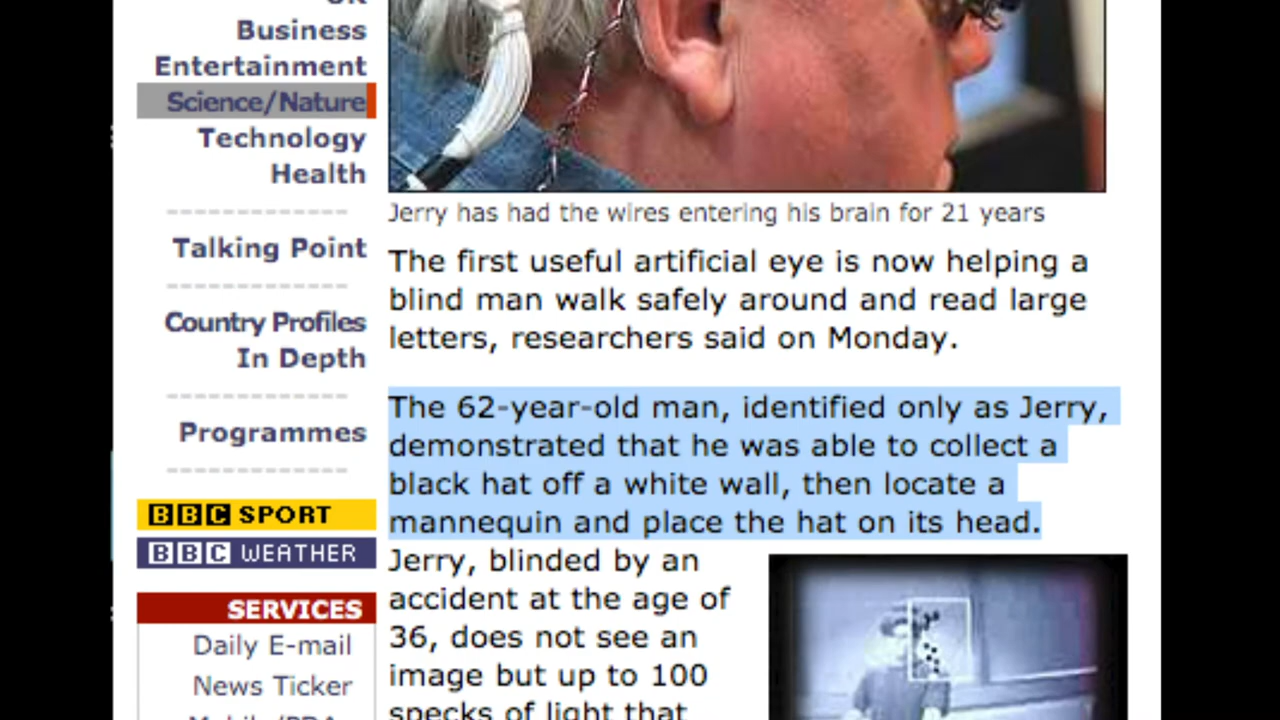 Business
Entertainment
Science/Nature
Technology
Health
Talking Point
Country Profiles
In Depth
Programmes
BBC SPORT
BBC WEATHER
SERVICES
Daily E-mail
News Ticker
Jerry has had the wires entering his brain for 21 years
The first useful artificial eye is now helping a
blind man walk safely around and read large
letters, researchers said on Monday.
The 62-year-old man, identified only as Jerry,
demonstrated that he was able to collect a
black hat off a white wall, then locate a
mannequin and place the hat on its head.
Jerry, blinded by an
accident at the age of
36, does not see an
image but up to 100
specks of light that